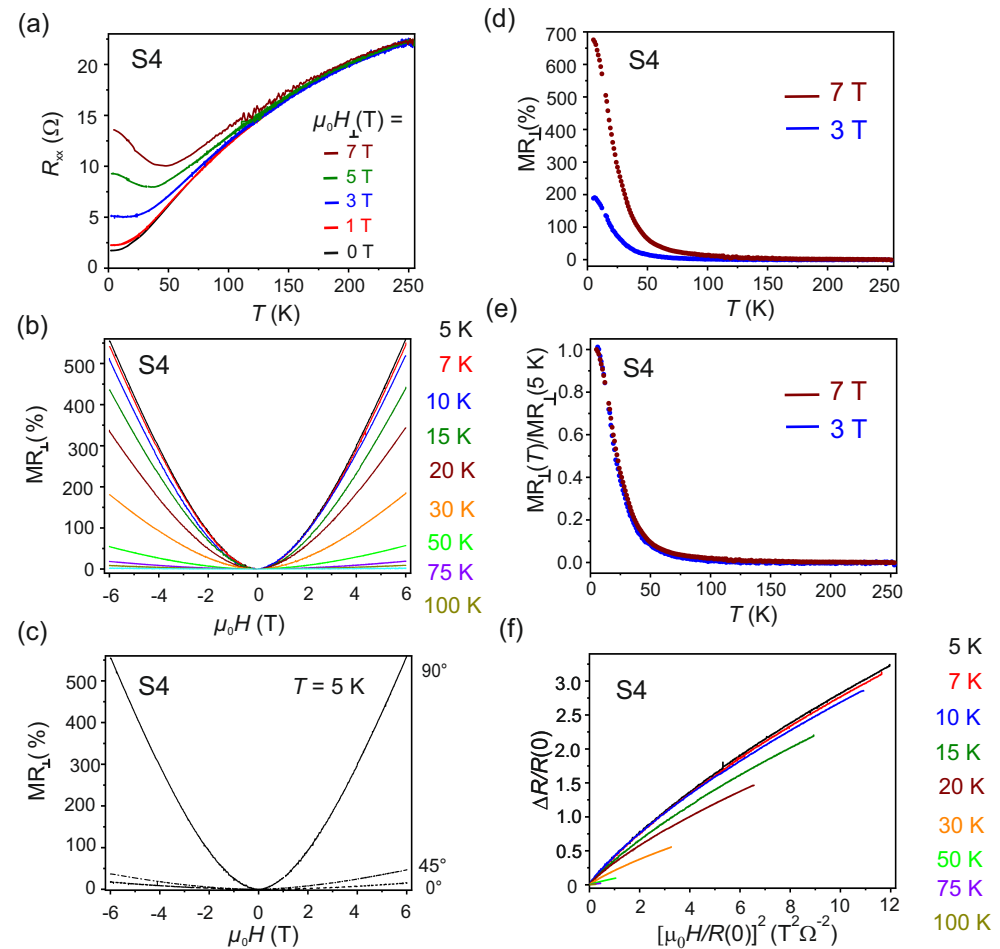 (a)
S4
R_xx (Ω)
20
15
10
5
0
μ₀H⊥(T) =
7 T
5 T
3 T
1 T
0 T
0 50 100 150 200 250
T (K)
(b)
S4
MR⊥(%)
500
400
300
200
100
0
-6 -4 -2 0 2 4 6
μ₀H (T)
5 K
7 K
10 K
15 K
20 K
30 K
50 K
75 K
100 K
(c)
S4
T = 5 K
MR⊥(%)
500
400
300
200
100
0
90°
45°
0°
-6 -4 -2 0 2 4 6
μ₀H (T)
(d)
S4
MR⊥(%)
700
600
500
400
300
200
100
0
7 T
3 T
0 50 100 150 200 250
T (K)
(e)
S4
MR⊥(T)/MR⊥(5 K)
1.0
0.8
0.6
0.4
0.2
0.0
7 T
3 T
0 50 100 150 200 250
T (K)
(f)
S4
ΔR/R(0)
3.0
2.5
2.0
1.5
1.0
0.5
0
0 2 4 6 8 10 12
[μ₀H/R(0)]² (T²Ω⁻²)
5 K
7 K
10 K
15 K
20 K
30 K
50 K
75 K
100 K